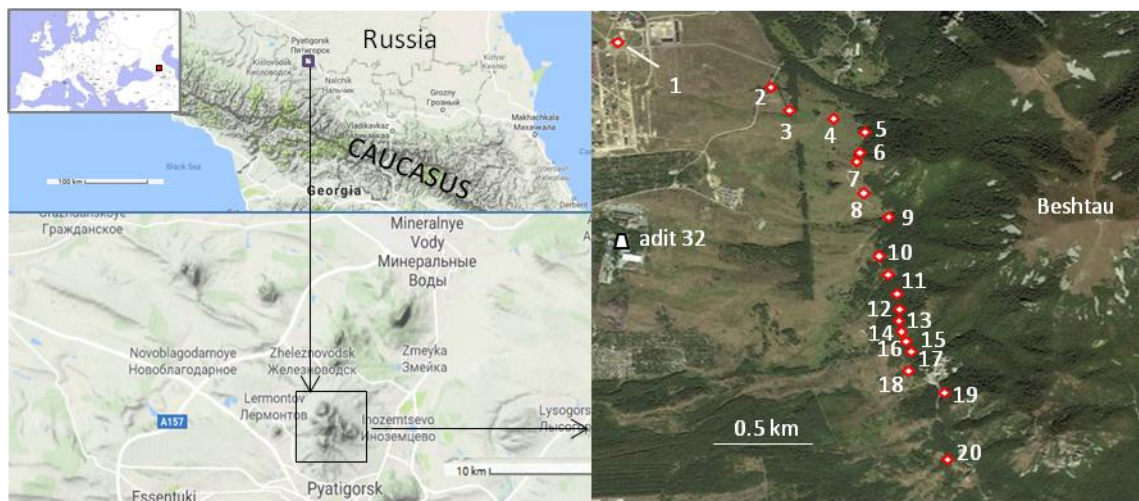 Russia
Pyatigorsk
Пятигорск
Kislovodsk
Кисловодск
Nalchik
Нальчик
Grozny
Грозный
Kizlyar
Кизляр
Vladikavkaz
Makhachkala
Махачкала
CAUCASUS
Black Sea
Georgia
Derbent
100 km
Гражданское
Mineralnye
Vody
Минеральные
Воды
Novoblagodarnoye
Новоблагодарное
Zheleznovodsk
Железноводск
Zmeyka
Змейка
Lermontov
Лермонтов
A157
Inozemtsevo
Иноземцево
10 km
Pyatigorsk
Essentuki
1
2
3
4
5
6
7
8
9
Beshtau
adit 32
10
11
12
13
14
15
16
17
18
19
0.5 km
20